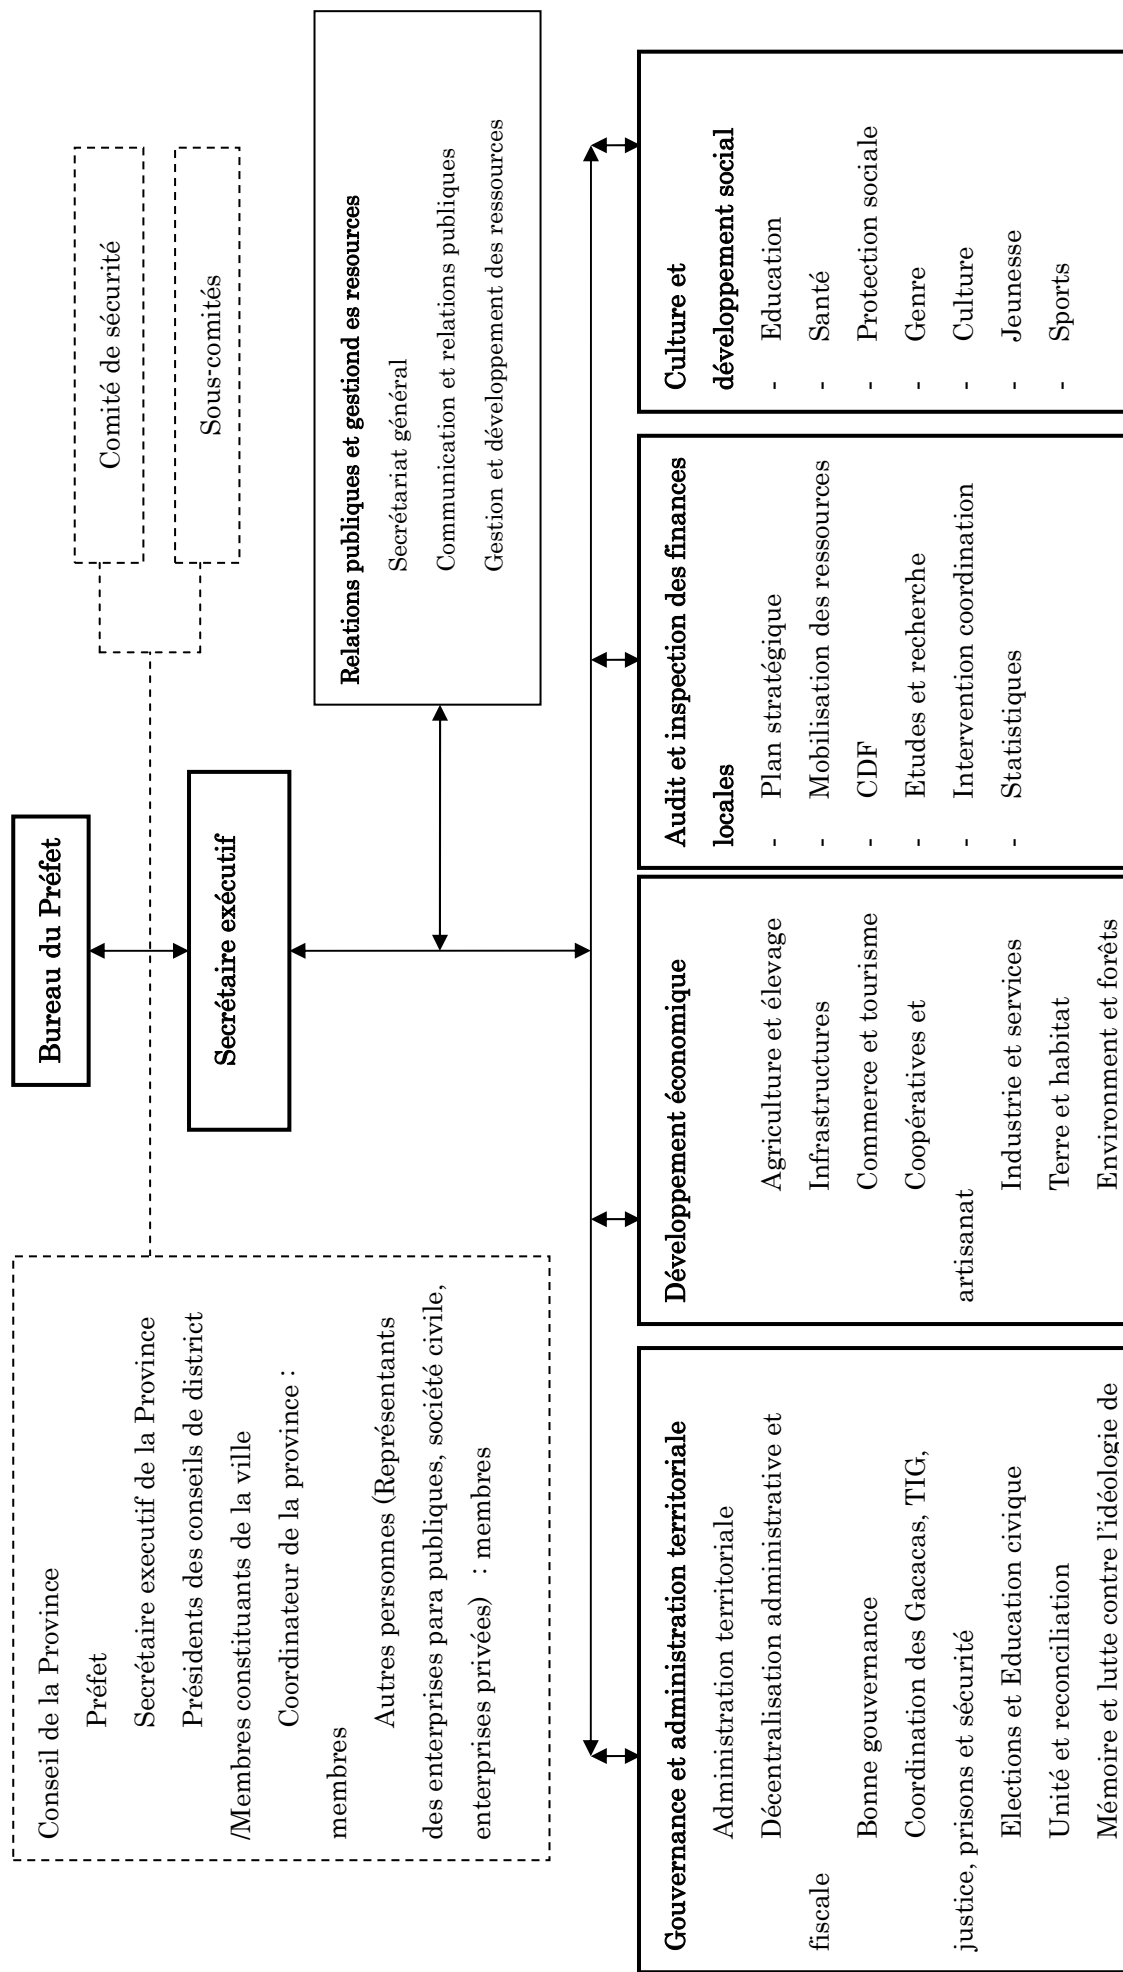 Bureau du Préfet
Secrétaire exécutif
Comité de sécurité
Sous-comités
Conseil de la Province
Préfet
Secrétaire executif de la Province
Présidents des conseils de district
/Membres constituants de la ville
Coordinateur de la province :
membres
Autres personnes (Représentants
des enterprises para publiques, société civile,
enterprises privées) : membres
Relations publiques et gestiond es resources
Secrétariat général
Communication et relations publiques
Gestion et développement des ressources
Gouvernance et administration territoriale
Administration territoriale
Décentralisation administrative et
fiscale
Bonne gouvernance
Coordination des Gacacas, TIG,
justice, prisons et sécurité
Elections et Education civique
Unité et reconciliation
Mémoire et lutte contre l'idéologie de
Développement économique
Agriculture et élevage
Infrastructures
Commerce et tourisme
Coopératives et
artisanat
Industrie et services
Terre et habitat
Environment et forêts
Audit et inspection des finances
locales
- Plan stratégique
- Mobilisation des ressources
- CDF
- Etudes et recherche
- Intervention coordination
- Statistiques
Culture et
développement social
- Education
- Santé
- Protection sociale
- Genre
- Culture
- Jeunesse
- Sports